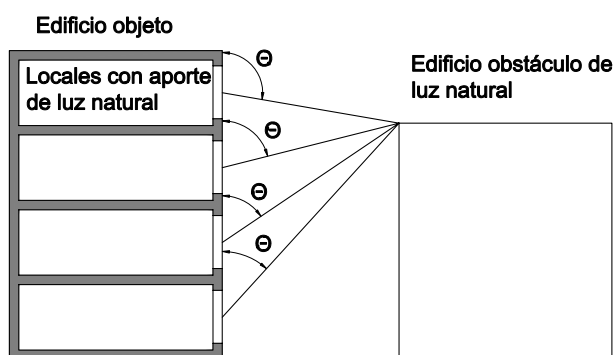 Edificio objeto
Locales con aporte
de luz natural
Edificio obstáculo de
luz natural
Θ
Θ
Θ
Θ